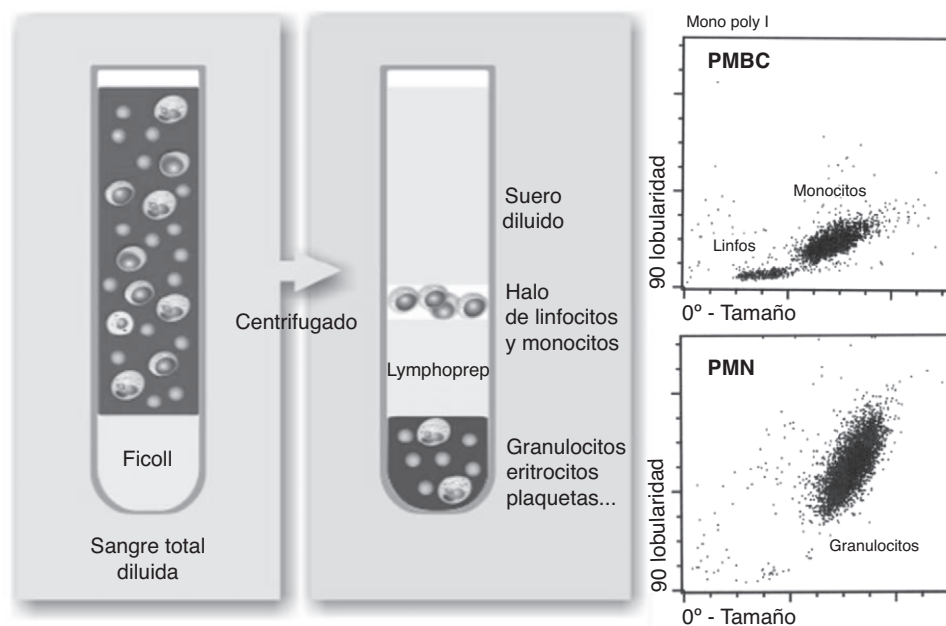 Ficoll
Sangre total
diluida
Centrifugado
Suero
diluido
Halo
de linfocitos
y monocitos
Lymphoprep
Granulocitos
eritrocitos
plaquetas...
Mono poly I
PMBC
Monocitos
Linfos
90 lobularidad
0º - Tamaño
PMN
Granulocitos
90 lobularidad
0º - Tamaño